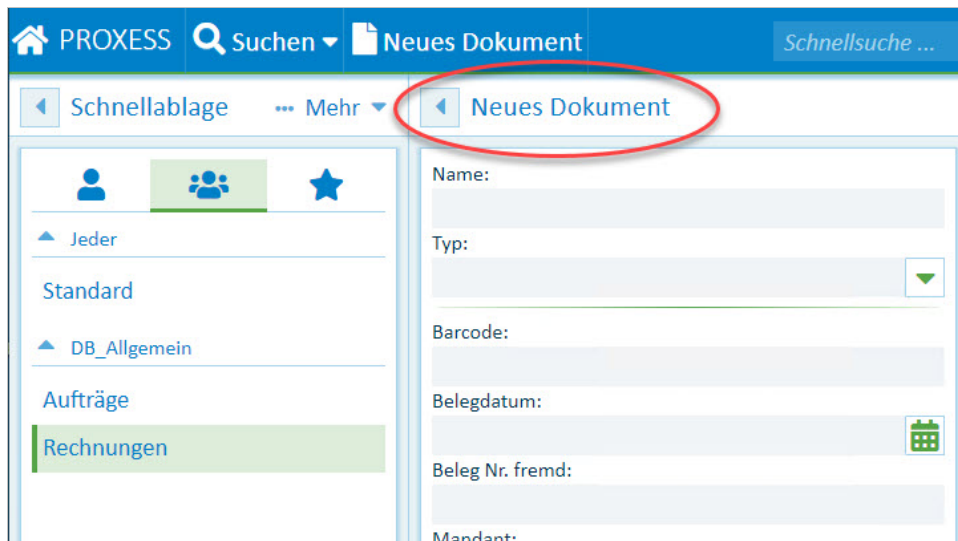 PROXESS Suchen Neues Dokument Schnellsuche ...
Schnellablage ... Mehr Neues Dokument
Name:
Jeder
Typ:
Standard
Barcode:
DB_Allgemein
Aufträge
Belegdatum:
Rechnungen
Beleg Nr. fremd:
Mandant: